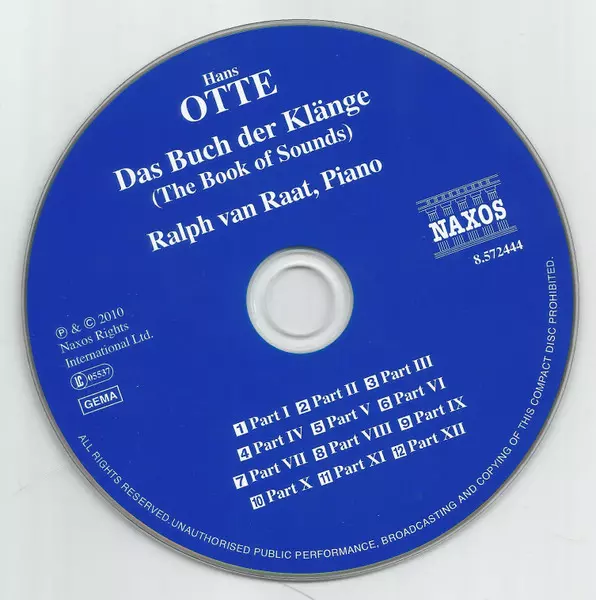 Hans
OTTE
Das Buch der Klänge
(The Book of Sounds)
Ralph van Raat, Piano
NAXOS
8.572444
℗ & © 2010
Naxos Rights
International Ltd.
LC 05537
GEMA
1 Part I 2 Part II 3 Part III
4 Part IV 5 Part V 6 Part VI
7 Part VII 8 Part VIII 9 Part IX
10 Part X 11 Part XI 12 Part XII
ALL RIGHTS RESERVED. UNAUTHORISED PUBLIC PERFORMANCE, BROADCASTING AND COPYING OF THIS COMPACT DISC PROHIBITED.